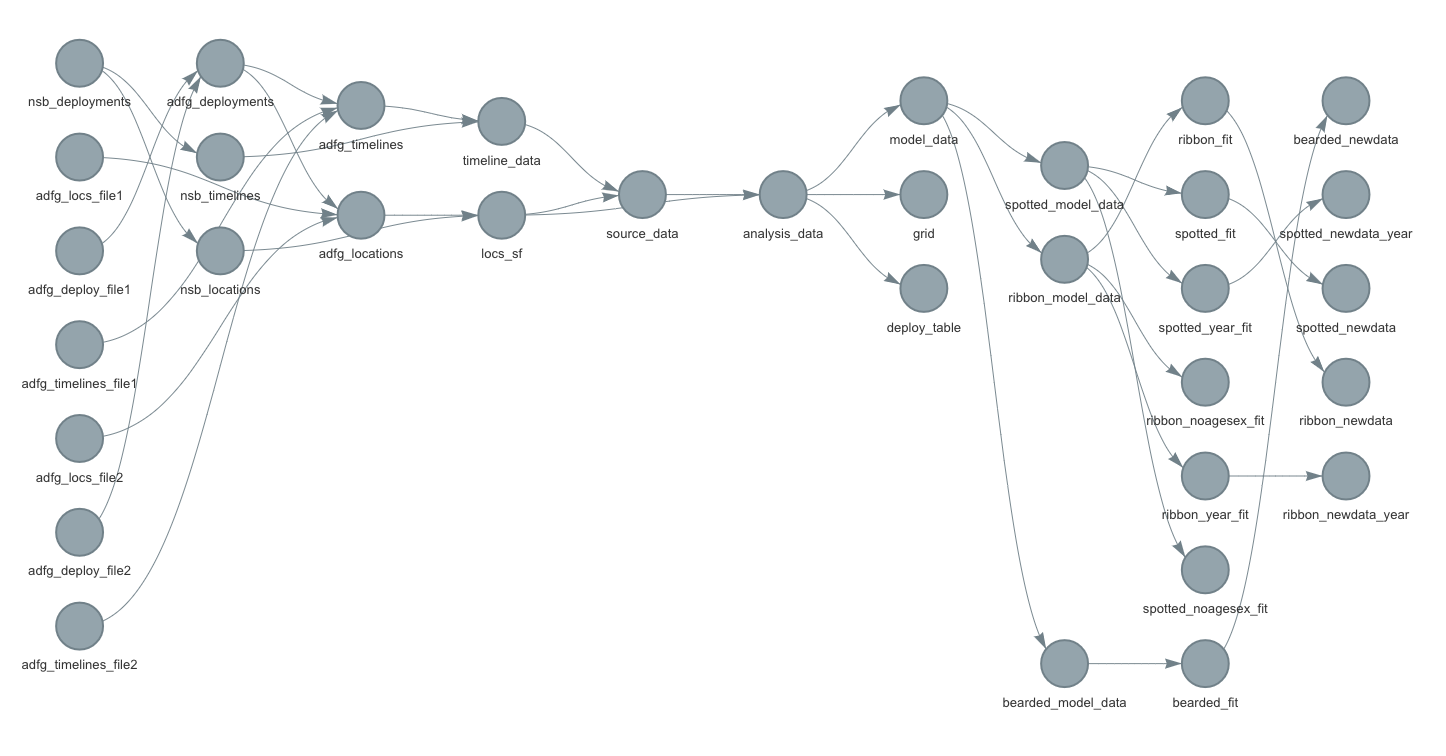 nsb_deployments
adfg_locs_file1
adfg_deploy_file1
adfg_timelines_file1
adfg_locs_file2
adfg_deploy_file2
adfg_timelines_file2
adfg_deployments
nsb_timelines
nsb_locations
adfg_timelines
adfg_locations
timeline_data
locs_sf
source_data
analysis_data
model_data
grid
deploy_table
spotted_model_data
ribbon_model_data
bearded_model_data
ribbon_fit
spotted_fit
spotted_year_fit
ribbon_noagesex_fit
ribbon_year_fit
spotted_noagesex_fit
bearded_fit
bearded_newdata
spotted_newdata_year
spotted_newdata
ribbon_newdata
ribbon_newdata_year